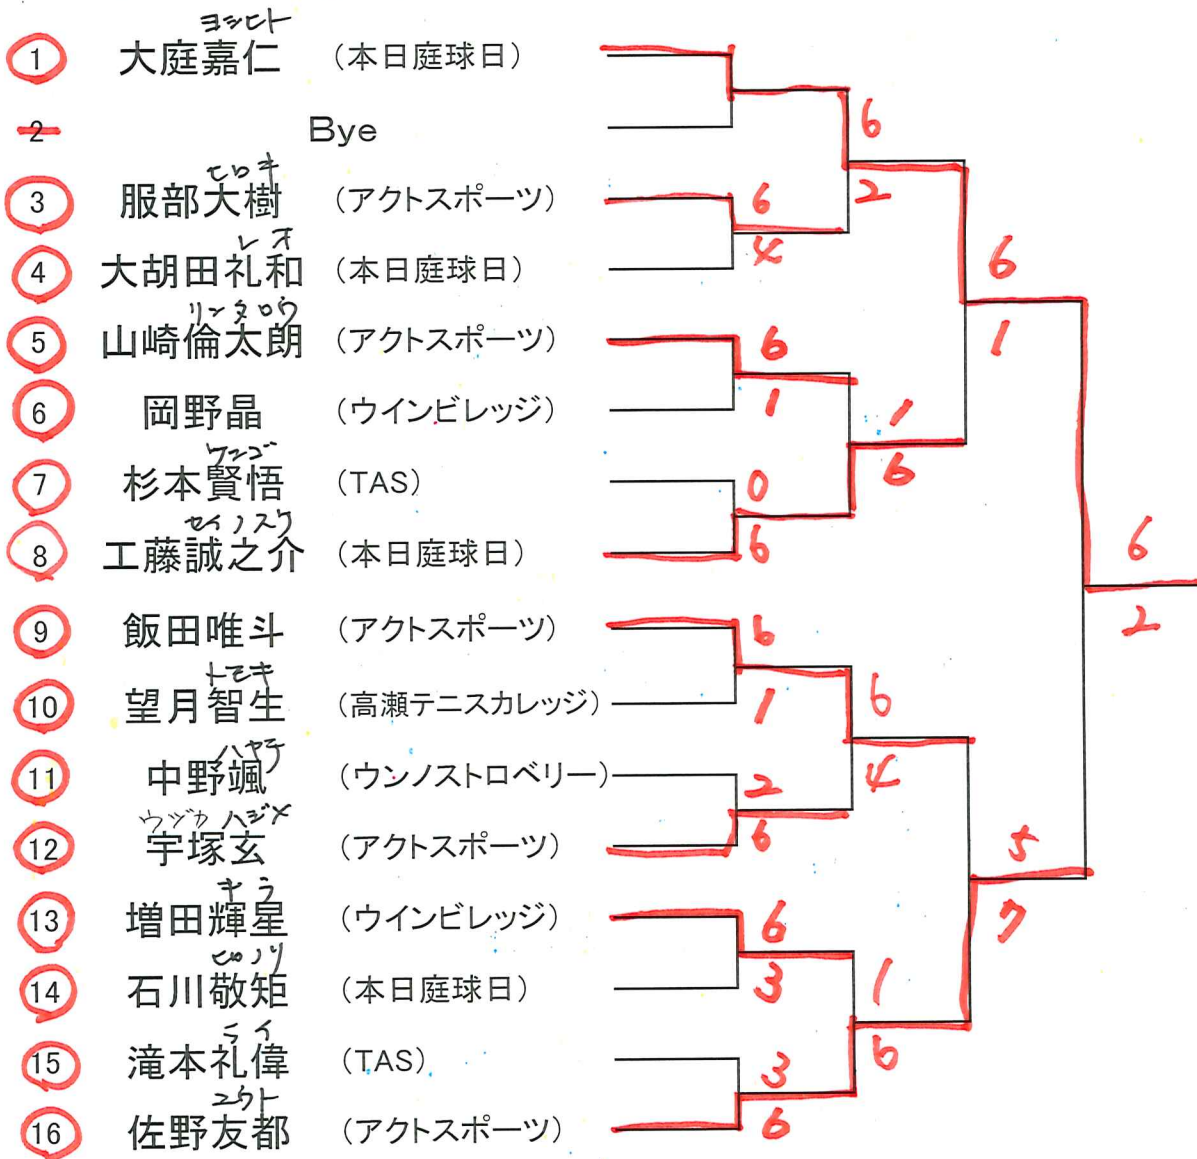 ヨシヒト
1 大庭嘉仁 (本日庭球日)
2 Bye
6
ヒロキ
3 服部大樹 (アクトスポーツ) 6 2
レオ
4 大胡田礼和 (本日庭球日) 4 6
リンタロウ
5 山崎倫太朗 (アクトスポーツ) 6 1
6 岡野晶 (ウインビレッジ) 1 1
ケンゴ
7 杉本賢悟 (TAS) 0 6
セイノスケ
8 工藤誠之介 (本日庭球日) 6 6
9 飯田唯斗 (アクトスポーツ) 6 2
トモキ
10 望月智生 (高瀬テニスカレッジ) 1 6
ハヤテ
11 中野颯 (ウンノストロベリー) 2 4
ウヅカ ハジメ
12 宇塚玄 (アクトスポーツ) 6 5
キラ
13 増田輝星 (ウインビレッジ) 6 7
ヒロノリ
14 石川敬矩 (本日庭球日) 3 1
ライ
15 滝本礼偉 (TAS) 3 6
ユウト
16 佐野友都 (アクトスポーツ) 6